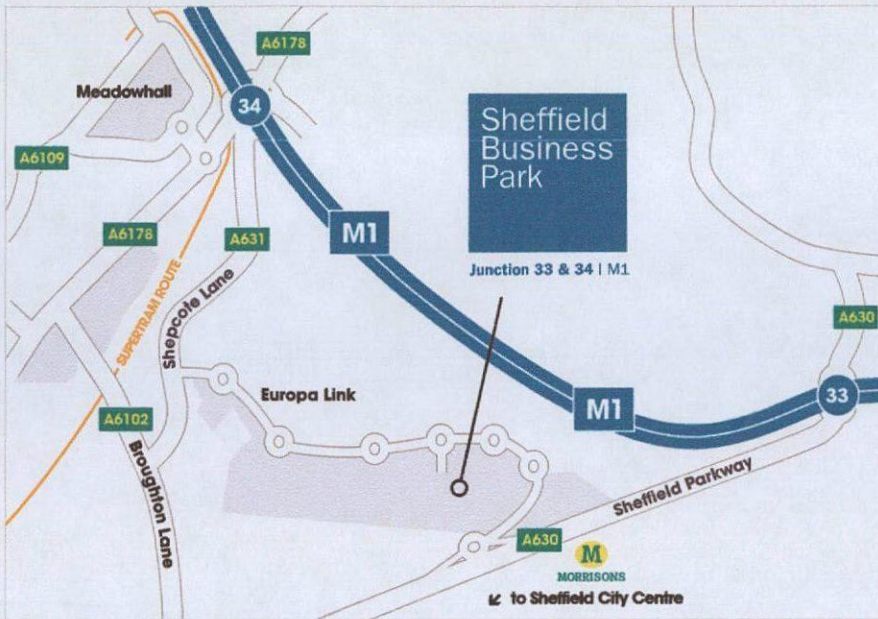 A6178
Meadowhall
34
A6109
Sheffield
Business
Park
Junction 33 & 34 | M1
A6178
A631
M1
SUPERTRAM ROUTE
Shepcote Lane
A630
Europa Link
M1
33
A6102
Broughton Lane
Sheffield Parkway
A630
M
MORRISONS
↙ to Sheffield City Centre